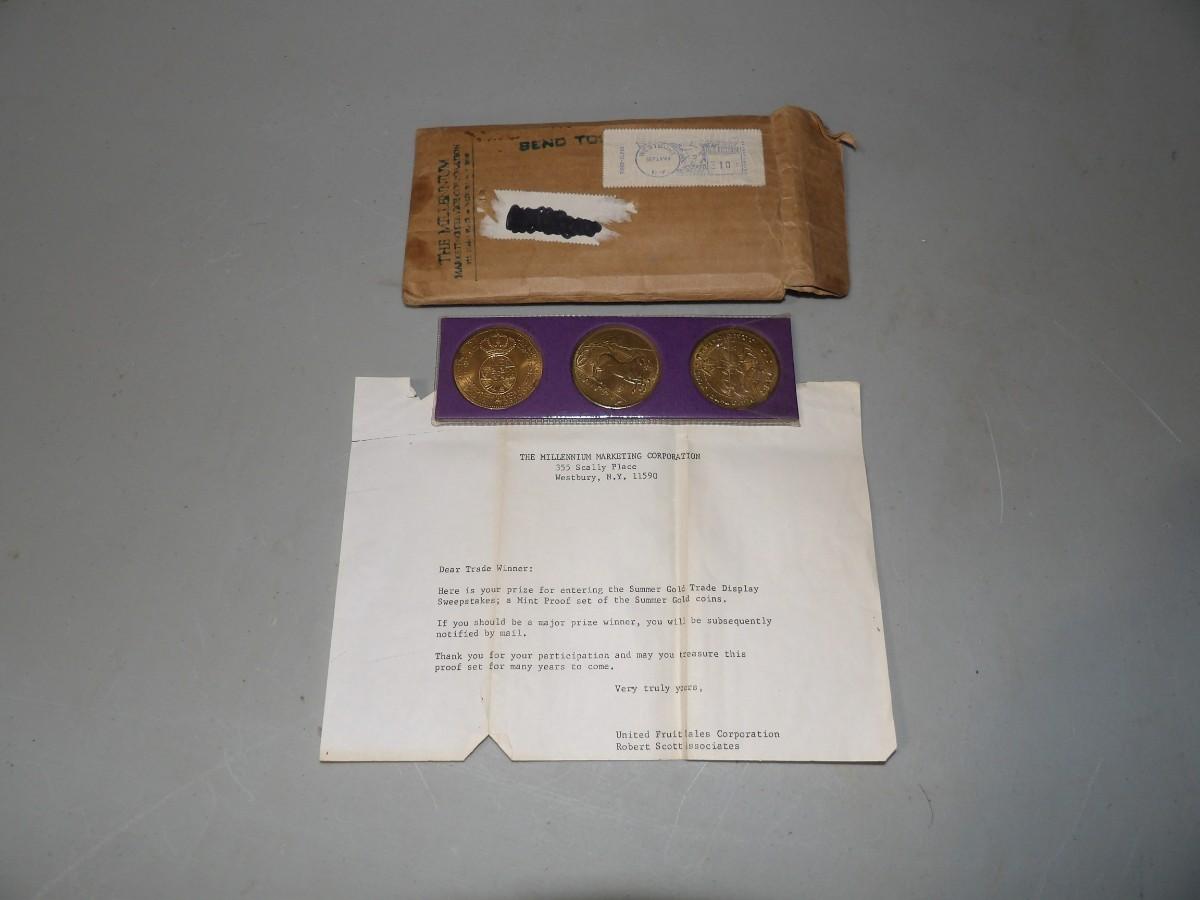 SEND TO:
THE MILLENNIUM
MARKETING SERVICE CORPORATION
10
THE MILLENNIUM MARKETING CORPORATION
355 Scally Place
Westbury, N.Y. 11590
Dear Trade Winner:
Here is your prize for entering the Summer Gold Trade Display
Sweepstakes; a Mint Proof set of the Summer Gold coins.
If you should be a major prize winner, you will be subsequently
notified by mail.
Thank you for your participation and may you treasure this
proof set for many years to come.
Very truly yours,
United Fruit ales Corporation
Robert Scott ssociates